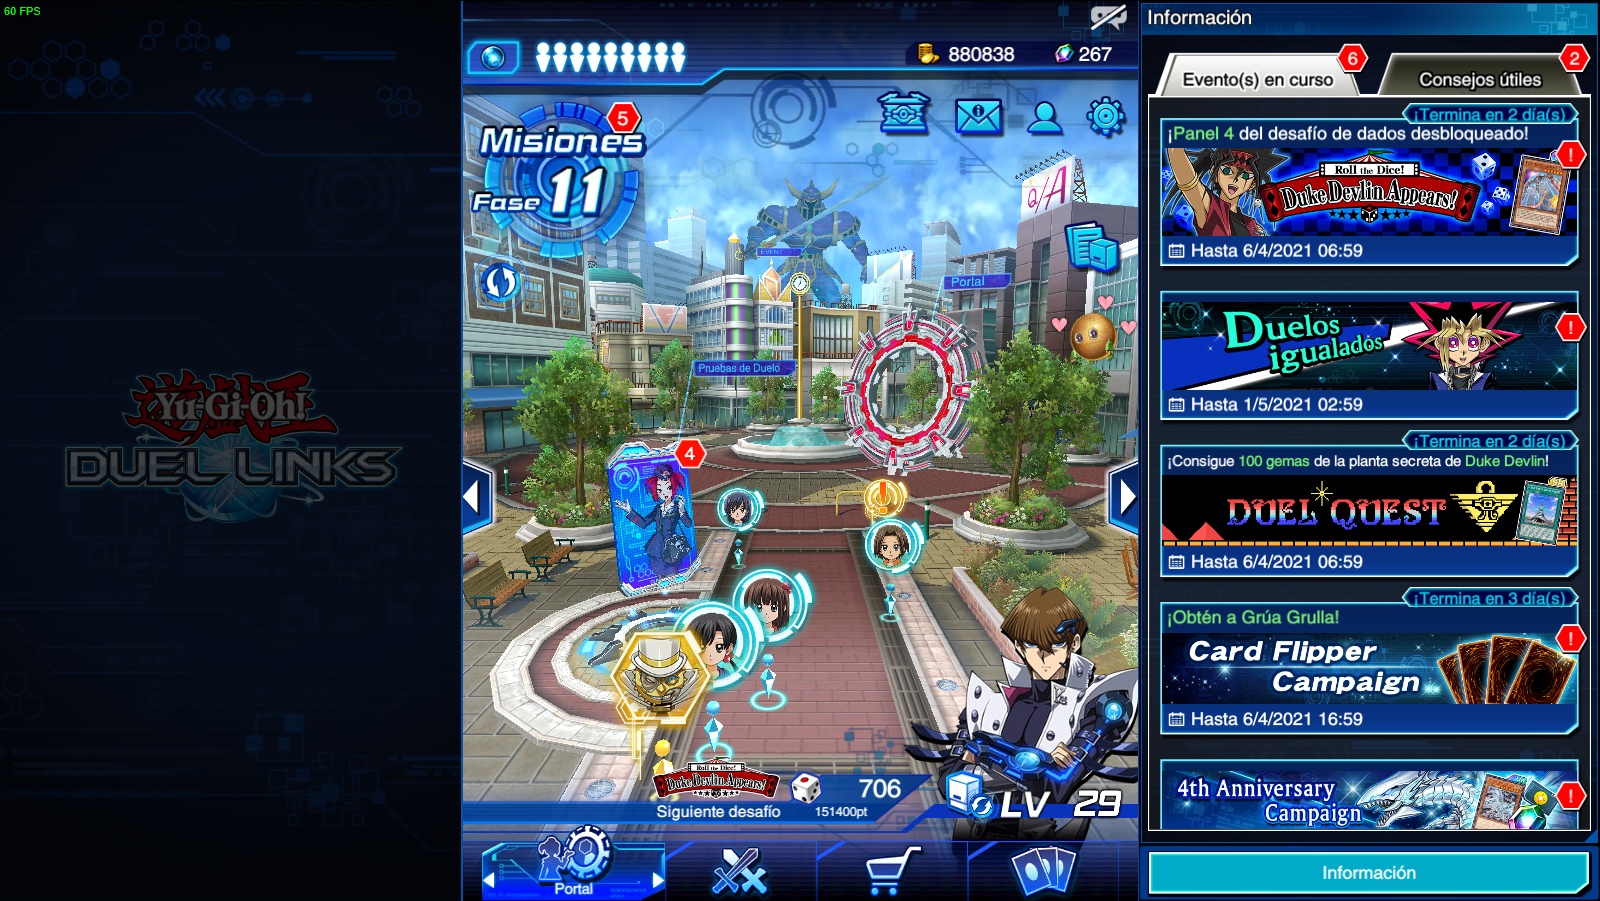 60 FPS
Yu-Gi-Oh!
DUEL LINKS
880838
267
5
Misiones
Fase 11
Q/A
EVENT
Portal
Pruebas de Duelo
4
Roll the Dice!
Duke Devlin Appears!
706
Siguiente desafío
151400pt
LV 29
Portal
Información
Evento(s) en curso
6
Consejos útiles
2
¡Termina en 2 día(s)
¡Panel 4 del desafío de dados desbloqueado!
!
Roll the Dice!
Duke Devlin Appears!
Hasta 6/4/2021 06:59
Duelos
igualados
!
Hasta 1/5/2021 02:59
¡Termina en 2 día(s)
¡Consigue 100 gemas de la planta secreta de Duke Devlin!
DUEL QUEST
Hasta 6/4/2021 06:59
¡Termina en 3 día(s)
¡Obtén a Grúa Grulla!
!
Card Flipper
Campaign
Hasta 6/4/2021 16:59
4th Anniversary
Campaign
!
Información